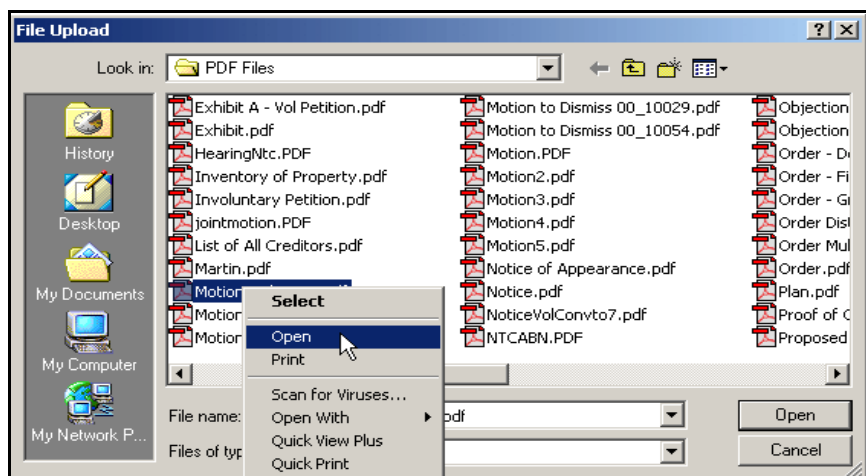 File Upload
Look in:
PDF Files
History
Desktop
My Documents
My Computer
My Network P...
Exhibit A - Vol Petition.pdf
Exhibit.pdf
HearingNtc.PDF
Inventory of Property.pdf
Involuntary Petition.pdf
jointmotion.PDF
List of All Creditors.pdf
Martin.pdf
Motion
Motion
Motion
Motion to Dismiss 00_10029.pdf
Motion to Dismiss 00_10054.pdf
Motion.PDF
Motion2.pdf
Motion3.pdf
Motion4.pdf
Motion5.pdf
Notice of Appearance.pdf
Notice.pdf
NoticeVolConvto7.pdf
NTCABN.PDF
Objection
Objection
Order - D
Order - Fi
Order - G
Order Dis
Order Mul
Order.pdf
Plan.pdf
Proof of C
Proposed
Select
Open
Print
Scan for Viruses...
Open With
Quick View Plus
Quick Print
File name:
pdf
Open
Files of typ
Cancel